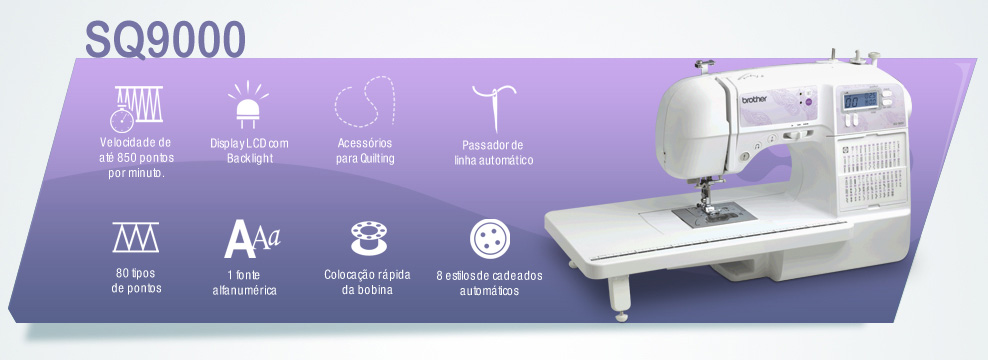 SQ9000
Velocidade de
até 850 pontos
por minuto.
Display LCD com
Backlight
Acessórios
para Quilting
Passador de
linha automático
80 tipos
de pontos
AAa
1 fonte
alfanumérica
Colocação rápida
da bobina
8 estilos de cadeados
automáticos
brother